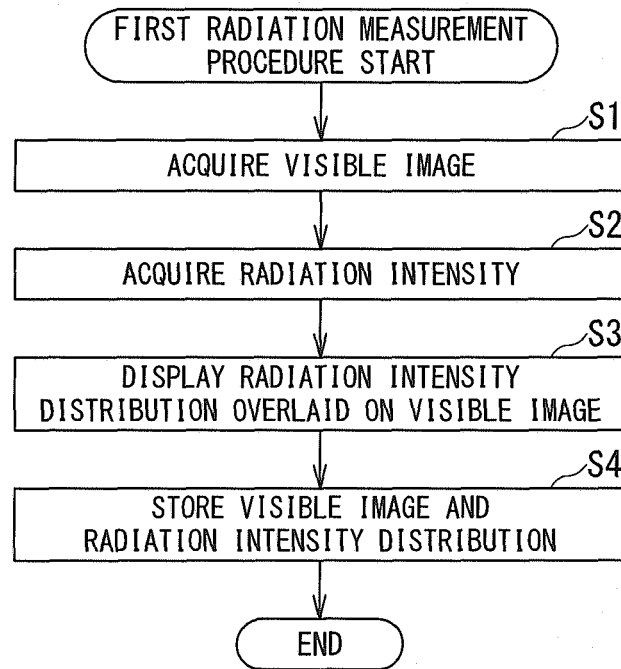 FIRST RADIATION MEASUREMENT
PROCEDURE START
S1
ACQUIRE VISIBLE IMAGE
S2
ACQUIRE RADIATION INTENSITY
S3
DISPLAY RADIATION INTENSITY
DISTRIBUTION OVERLAID ON VISIBLE IMAGE
S4
STORE VISIBLE IMAGE AND
RADIATION INTENSITY DISTRIBUTION
END